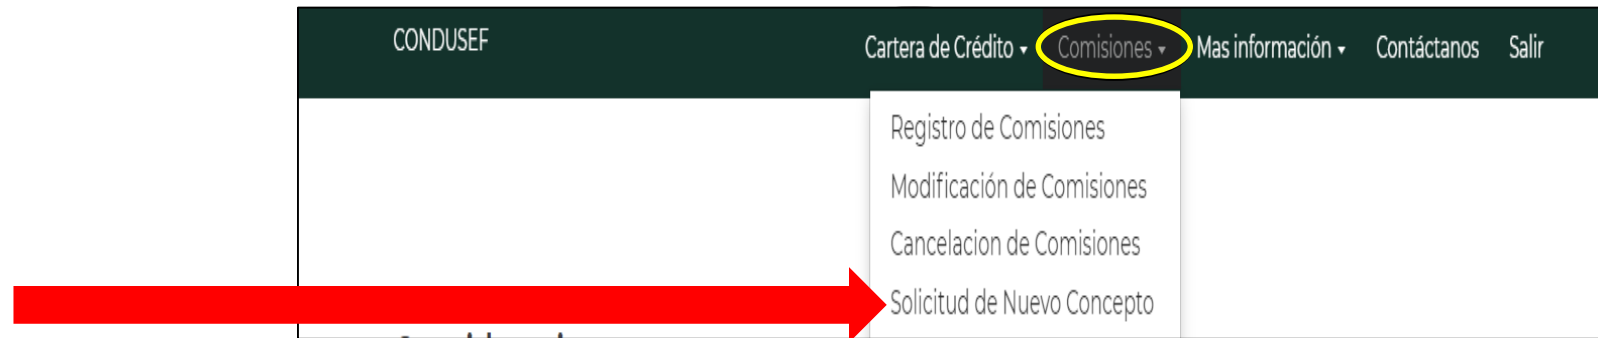 CONDUSEF Cartera de Crédito Comisiones Mas información Contáctanos Salir
Registro de Comisiones
Modificación de Comisiones
Cancelacion de Comisiones
Solicitud de Nuevo Concepto